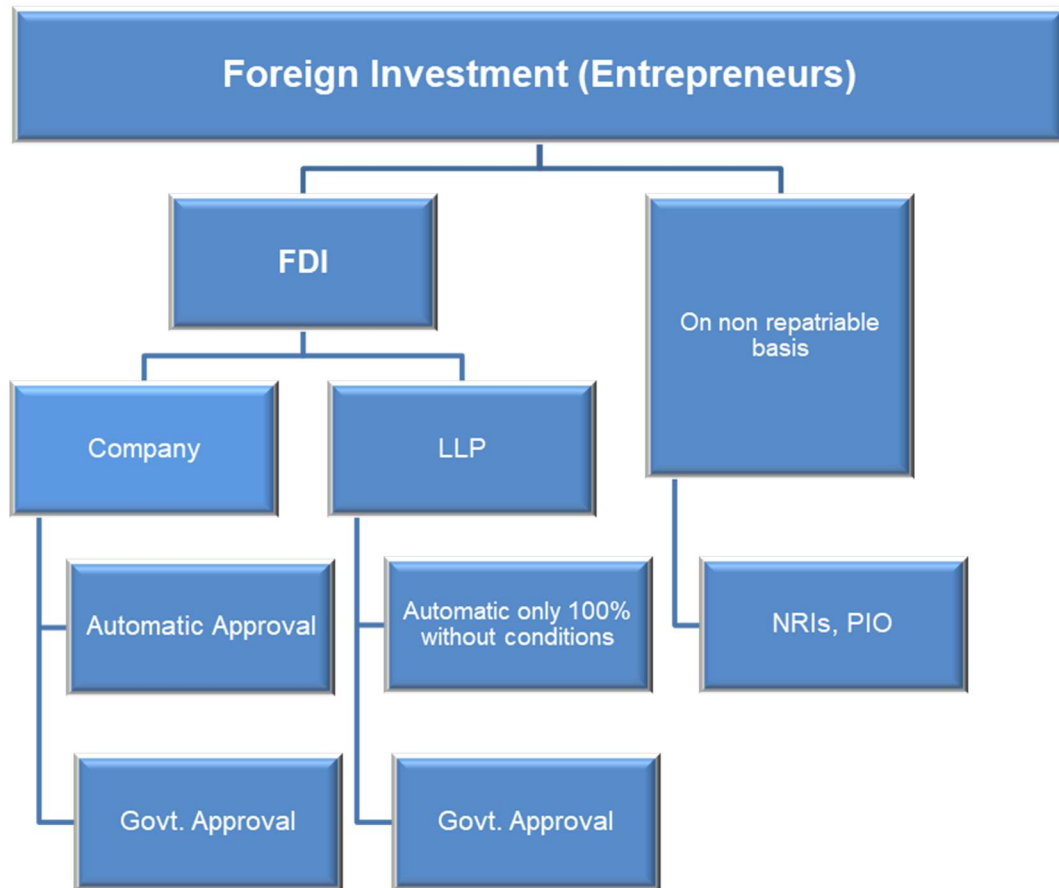 Foreign Investment (Entrepreneurs)
FDI
On non repatriable
basis
Company
LLP
Automatic Approval
Automatic only 100%
without conditions
NRIs, PIO
Govt. Approval
Govt. Approval